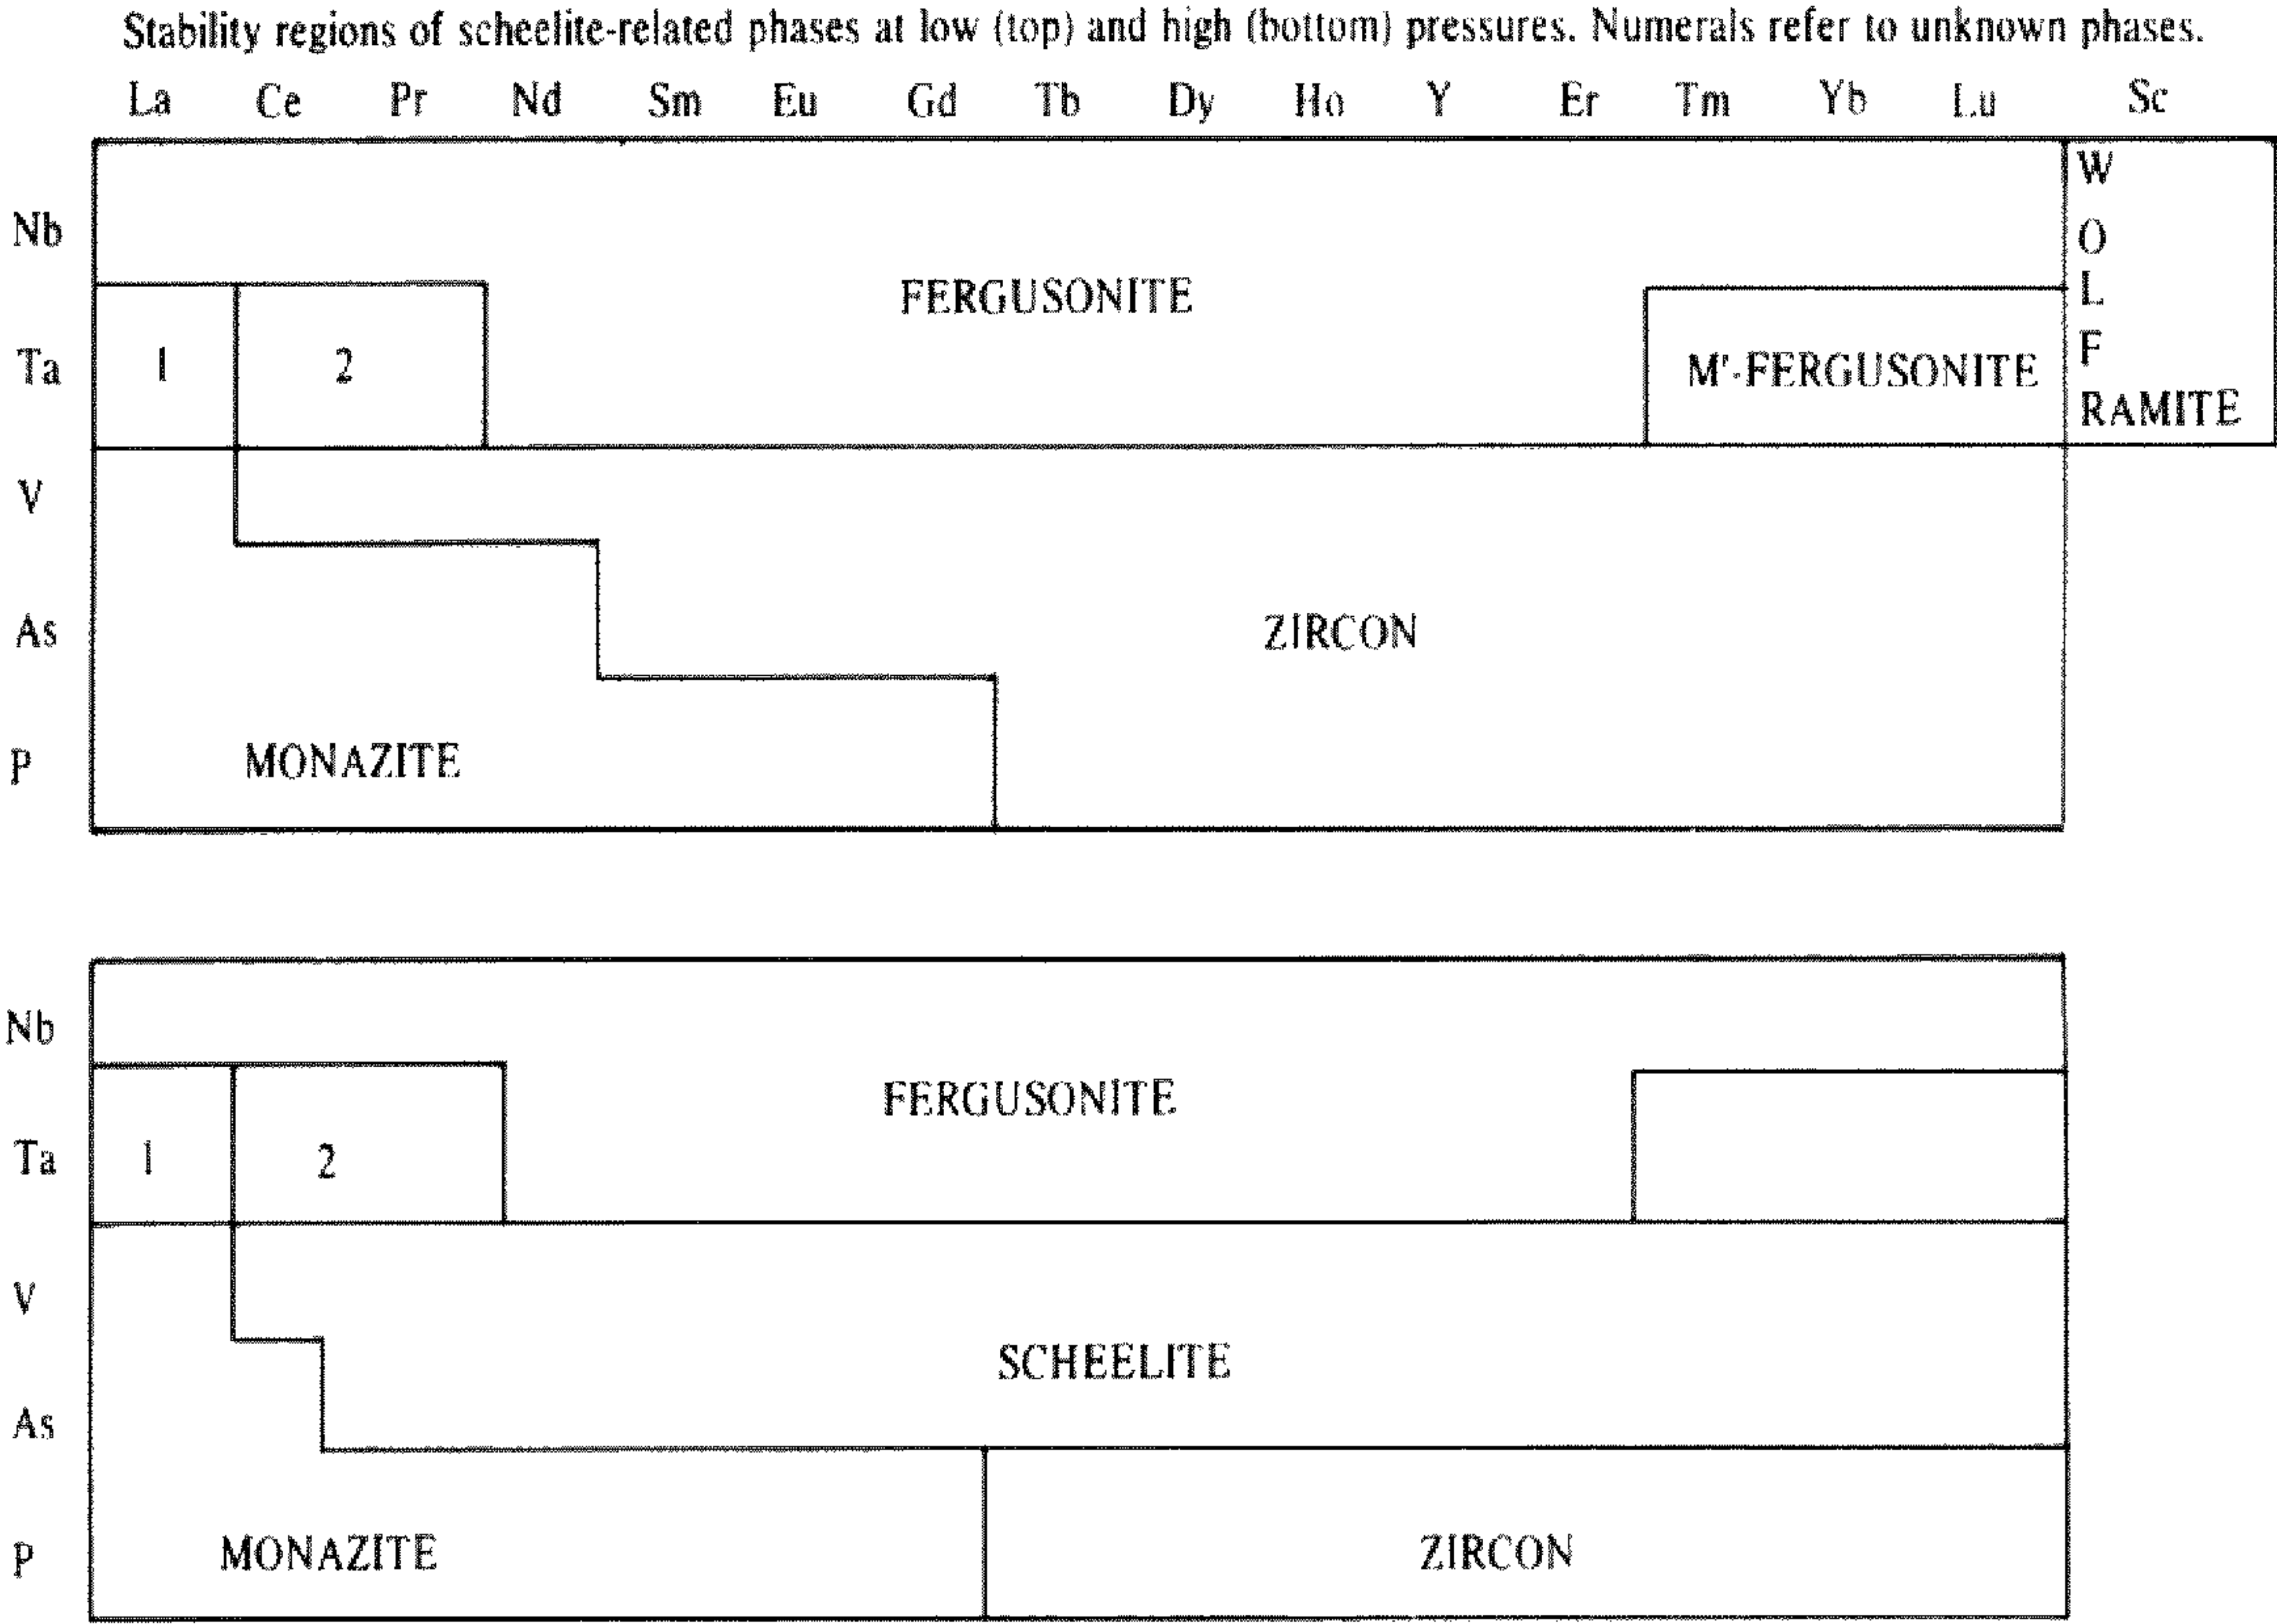 Stability regions of scheelite-related phases at low (top) and high (bottom) pressures. Numerals refer to unknown phases.
La Ce Pr Nd Sm Eu Gd Tb Dy Ho Y Er Tm Yb Lu Sc
Nb
FERGUSONITE
W
O
L
F
RAMITE
Ta 1 2 M'-FERGUSONITE
V
As ZIRCON
P MONAZITE
Nb
FERGUSONITE
Ta 1 2
V
SCHEELITE
As
P MONAZITE ZIRCON